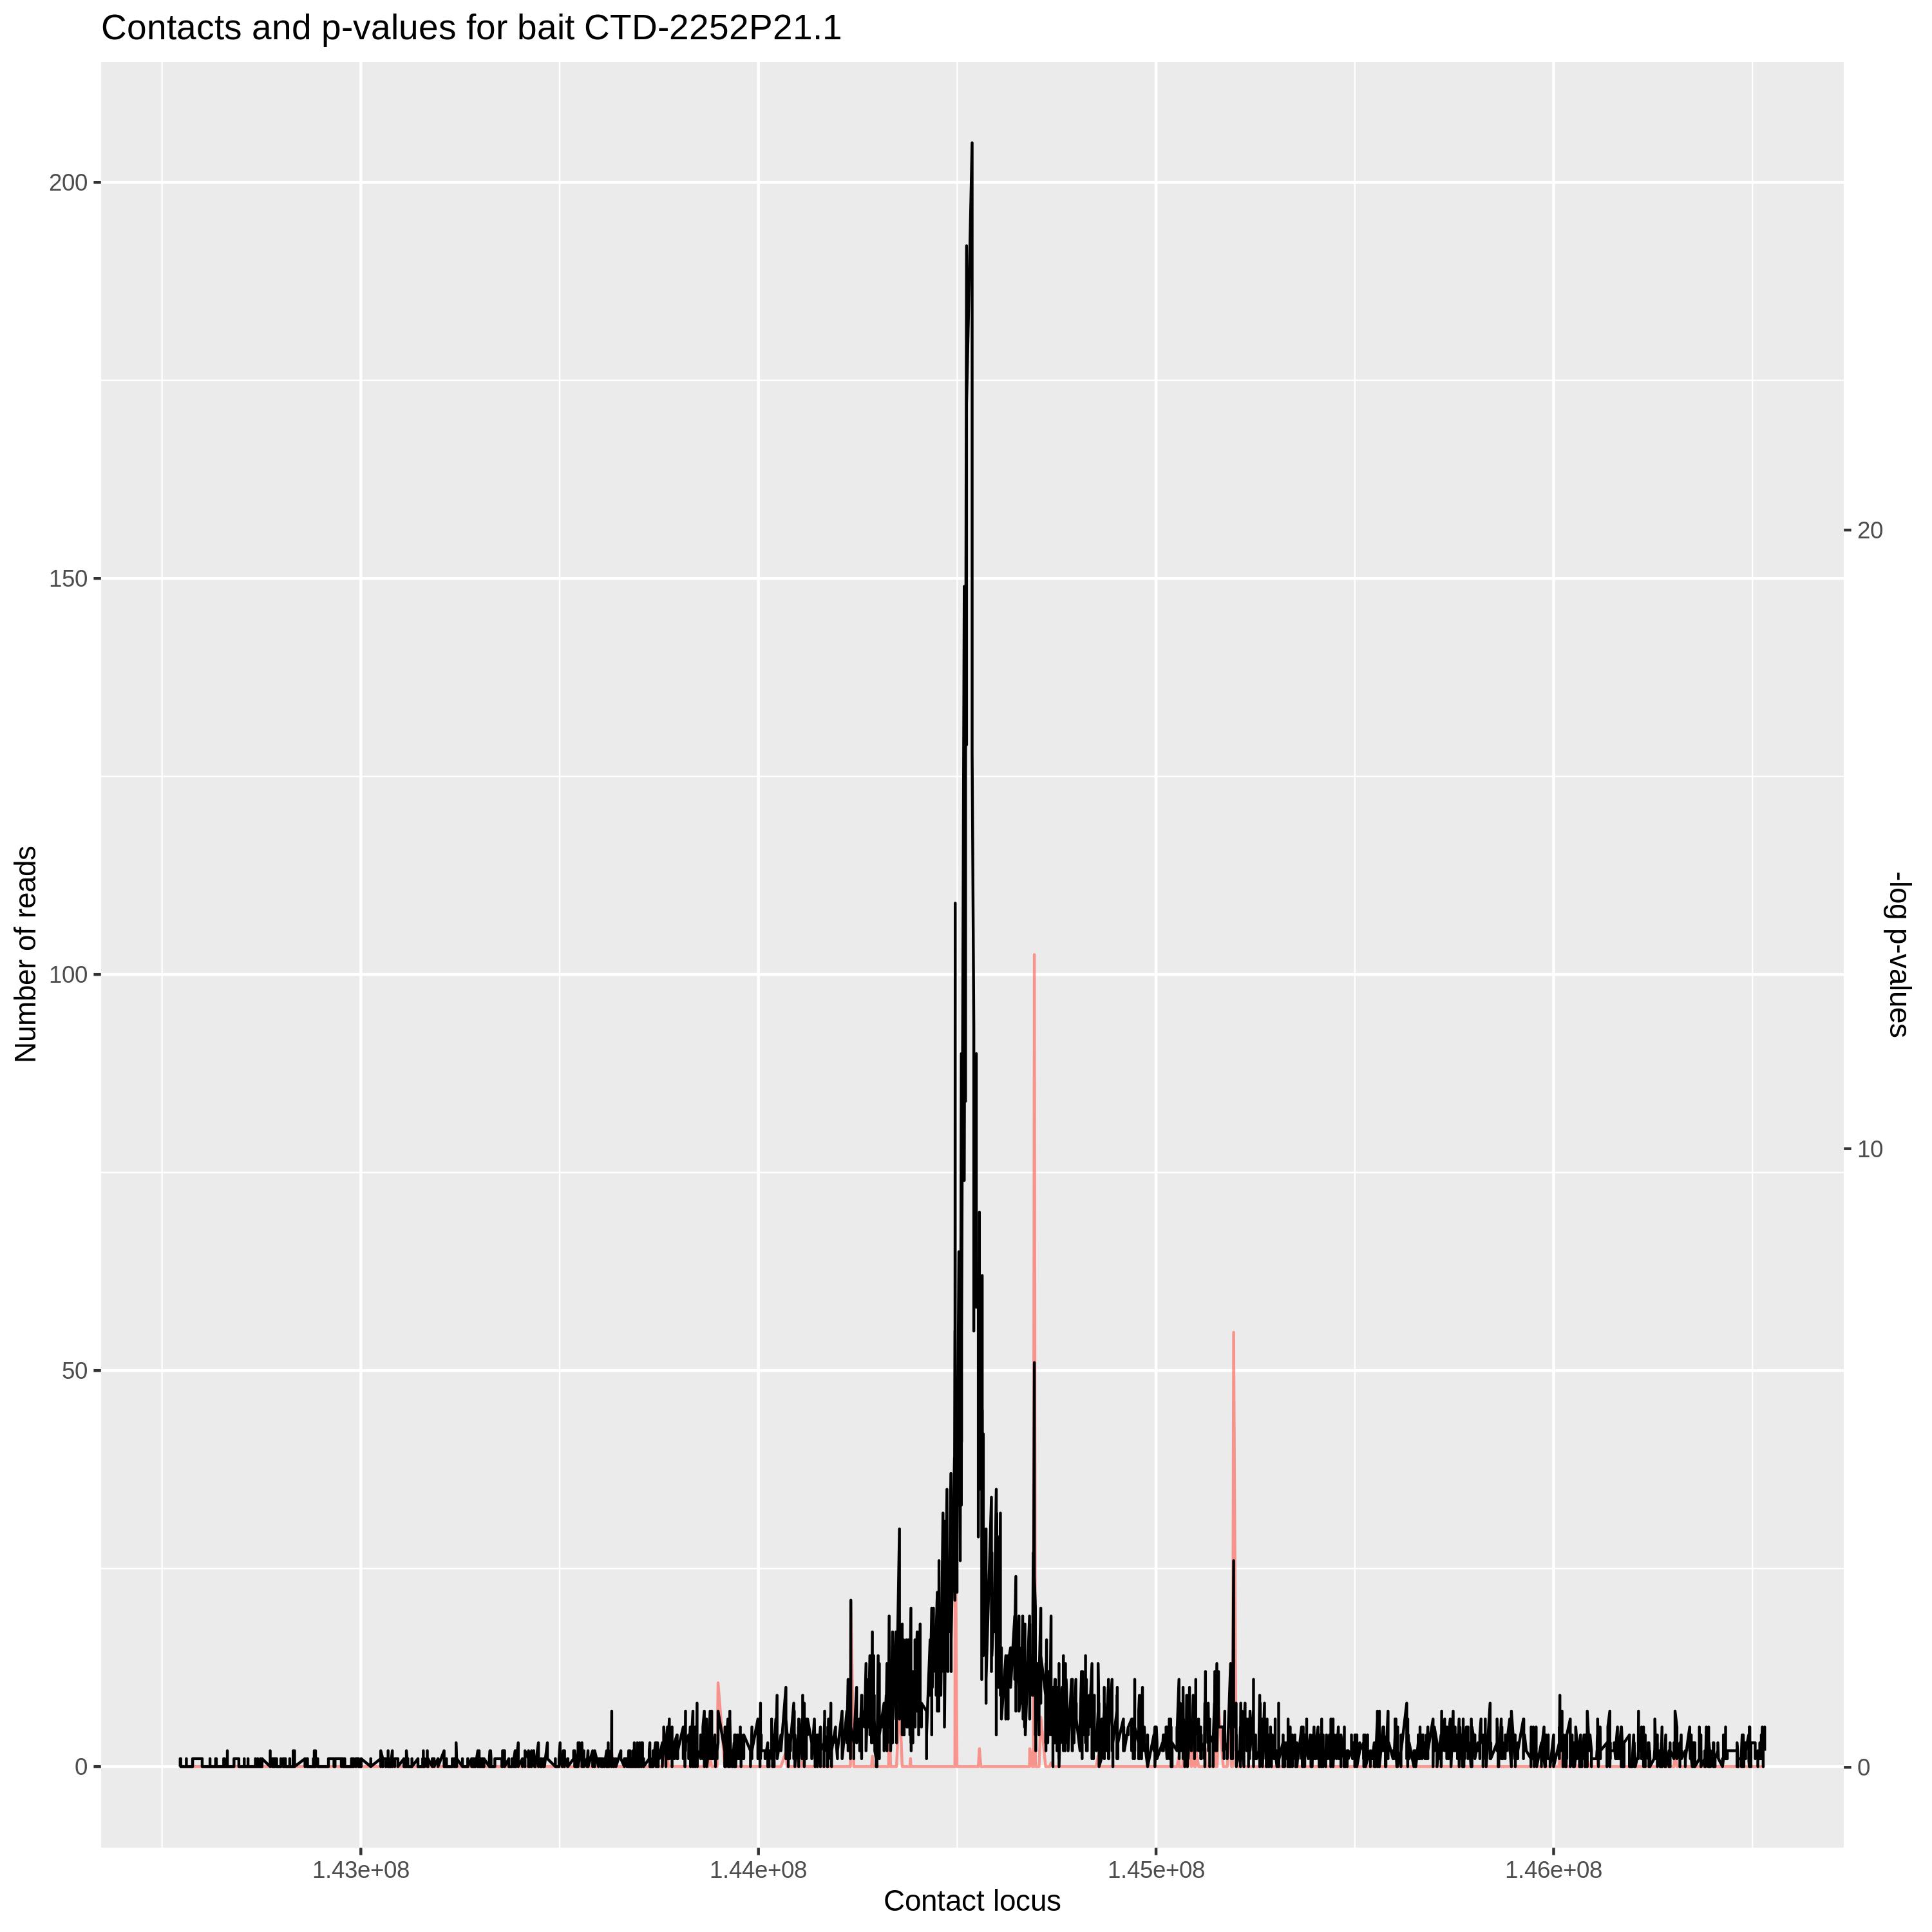 Contacts and p-values for bait CTD-2252P21.1
200
150
100
50
0
Number of reads
20
10
0
-log p-values
1.43e+08
1.44e+08
1.45e+08
1.46e+08
Contact locus